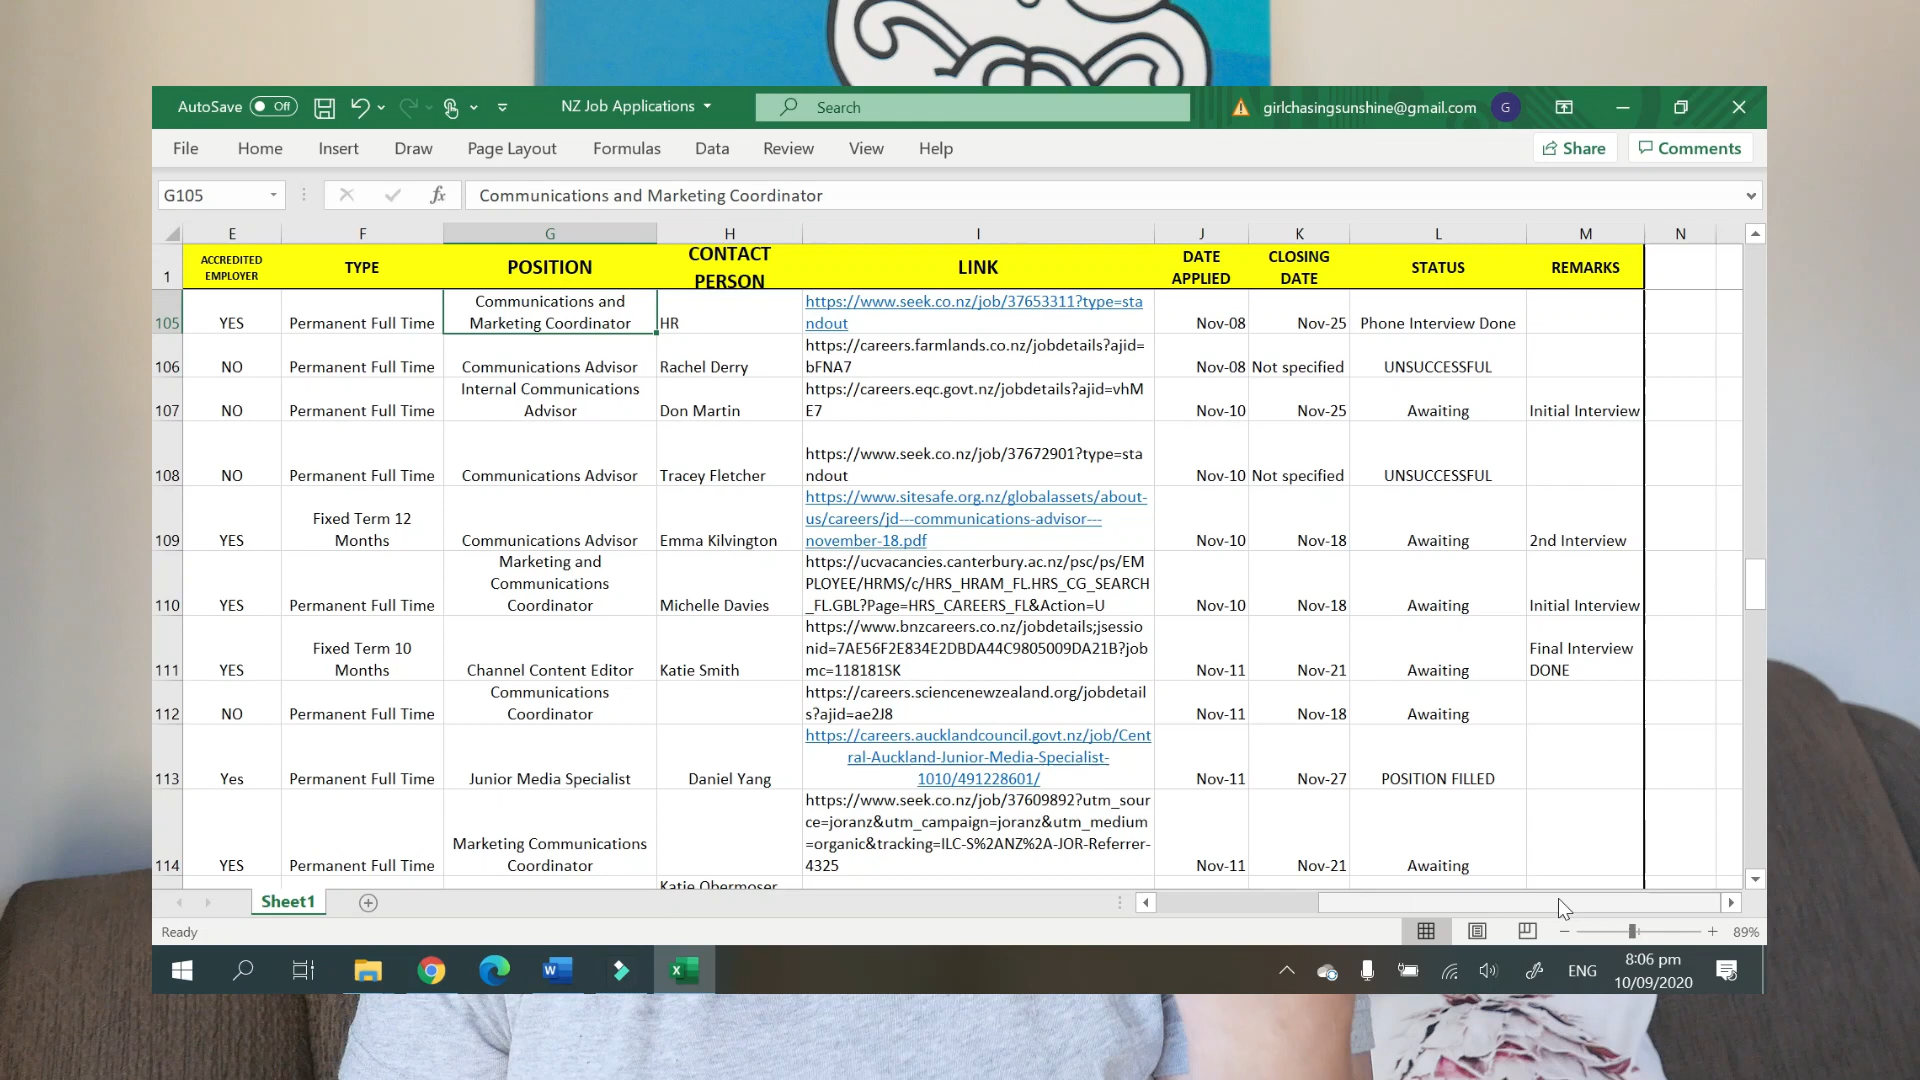 AutoSave Off NZ Job Applications Search girlchasingsunshine@gmail.com G
File Home Insert Draw Page Layout Formulas Data Review View Help Share Comments
G105 fx Communications and Marketing Coordinator
E F G H I J K L M N
1 ACCREDITED EMPLOYER TYPE POSITION CONTACT PERSON LINK DATE APPLIED CLOSING DATE STATUS REMARKS
105 YES Permanent Full Time Communications and Marketing Coordinator HR https://www.seek.co.nz/job/37653311?type=standout Nov-08 Nov-25 Phone Interview Done
106 NO Permanent Full Time Communications Advisor Rachel Derry https://careers.farmlands.co.nz/jobdetails?ajid=bFNA7 Nov-08 Not specified UNSUCCESSFUL
107 NO Permanent Full Time Internal Communications Advisor Don Martin https://careers.eqc.govt.nz/jobdetails?ajid=vhME7 Nov-10 Nov-25 Awaiting Initial Interview
108 NO Permanent Full Time Communications Advisor Tracey Fletcher https://www.seek.co.nz/job/37672901?type=standout Nov-10 Not specified UNSUCCESSFUL
109 YES Fixed Term 12 Months Communications Advisor Emma Kilvington https://www.sitesafe.org.nz/globalassets/about-us/careers/jd---communications-advisor---november-18.pdf Nov-10 Nov-18 Awaiting 2nd Interview
110 YES Permanent Full Time Marketing and Communications Coordinator Michelle Davies https://ucvacancies.canterbury.ac.nz/psc/ps/EMPLOYEE/HRMS/c/HRS_HRAM_FL.HRS_CG_SEARCH_FL.GBL?Page=HRS_CAREERS_FL&Action=U Nov-10 Nov-18 Awaiting Initial Interview
111 YES Fixed Term 10 Months Channel Content Editor Katie Smith https://www.bnzcareers.co.nz/jobdetails;jsessionid=7AE56F2E834E2DBDA44C9805009DA21B?jobmc=118181SK Nov-11 Nov-21 Awaiting Final Interview DONE
112 NO Permanent Full Time Communications Coordinator https://careers.sciencenewzealand.org/jobdetails?ajid=ae2J8 Nov-11 Nov-18 Awaiting
113 Yes Permanent Full Time Junior Media Specialist Daniel Yang https://careers.aucklandcouncil.govt.nz/job/Central-Auckland-Junior-Media-Specialist-1010/491228601/ Nov-11 Nov-27 POSITION FILLED
114 YES Permanent Full Time Marketing Communications Coordinator https://www.seek.co.nz/job/37609892?utm_source=joranz&utm_campaign=joranz&utm_medium=organic&tracking=ILC-S%2ANZ%2A-JOR-Referrer-4325 Nov-11 Nov-21 Awaiting
Katie Obermoser
Sheet1
Ready 89%
ENG 8:06 pm
10/09/2020